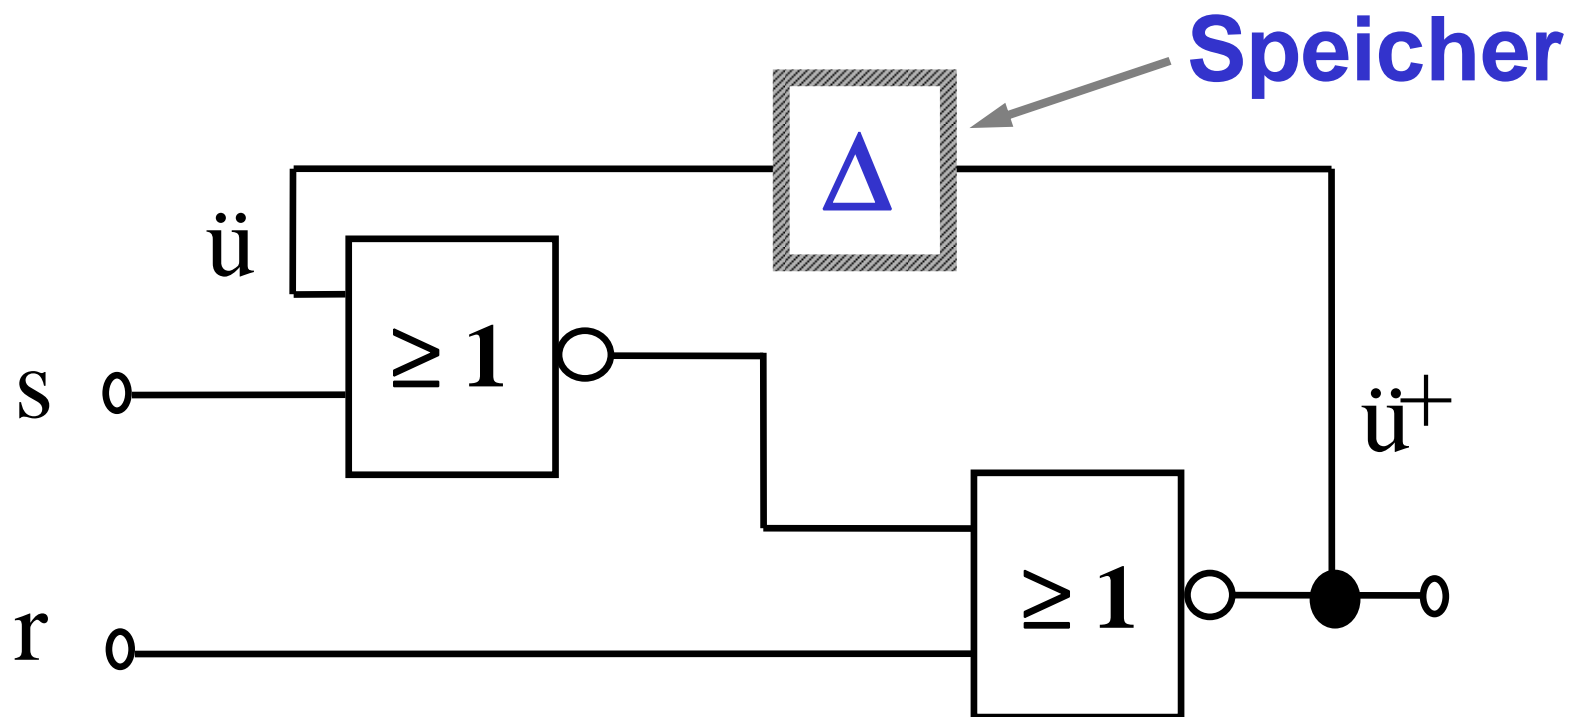 Speicher
Δ
ü
≥ 1
s
ü+
≥ 1
r